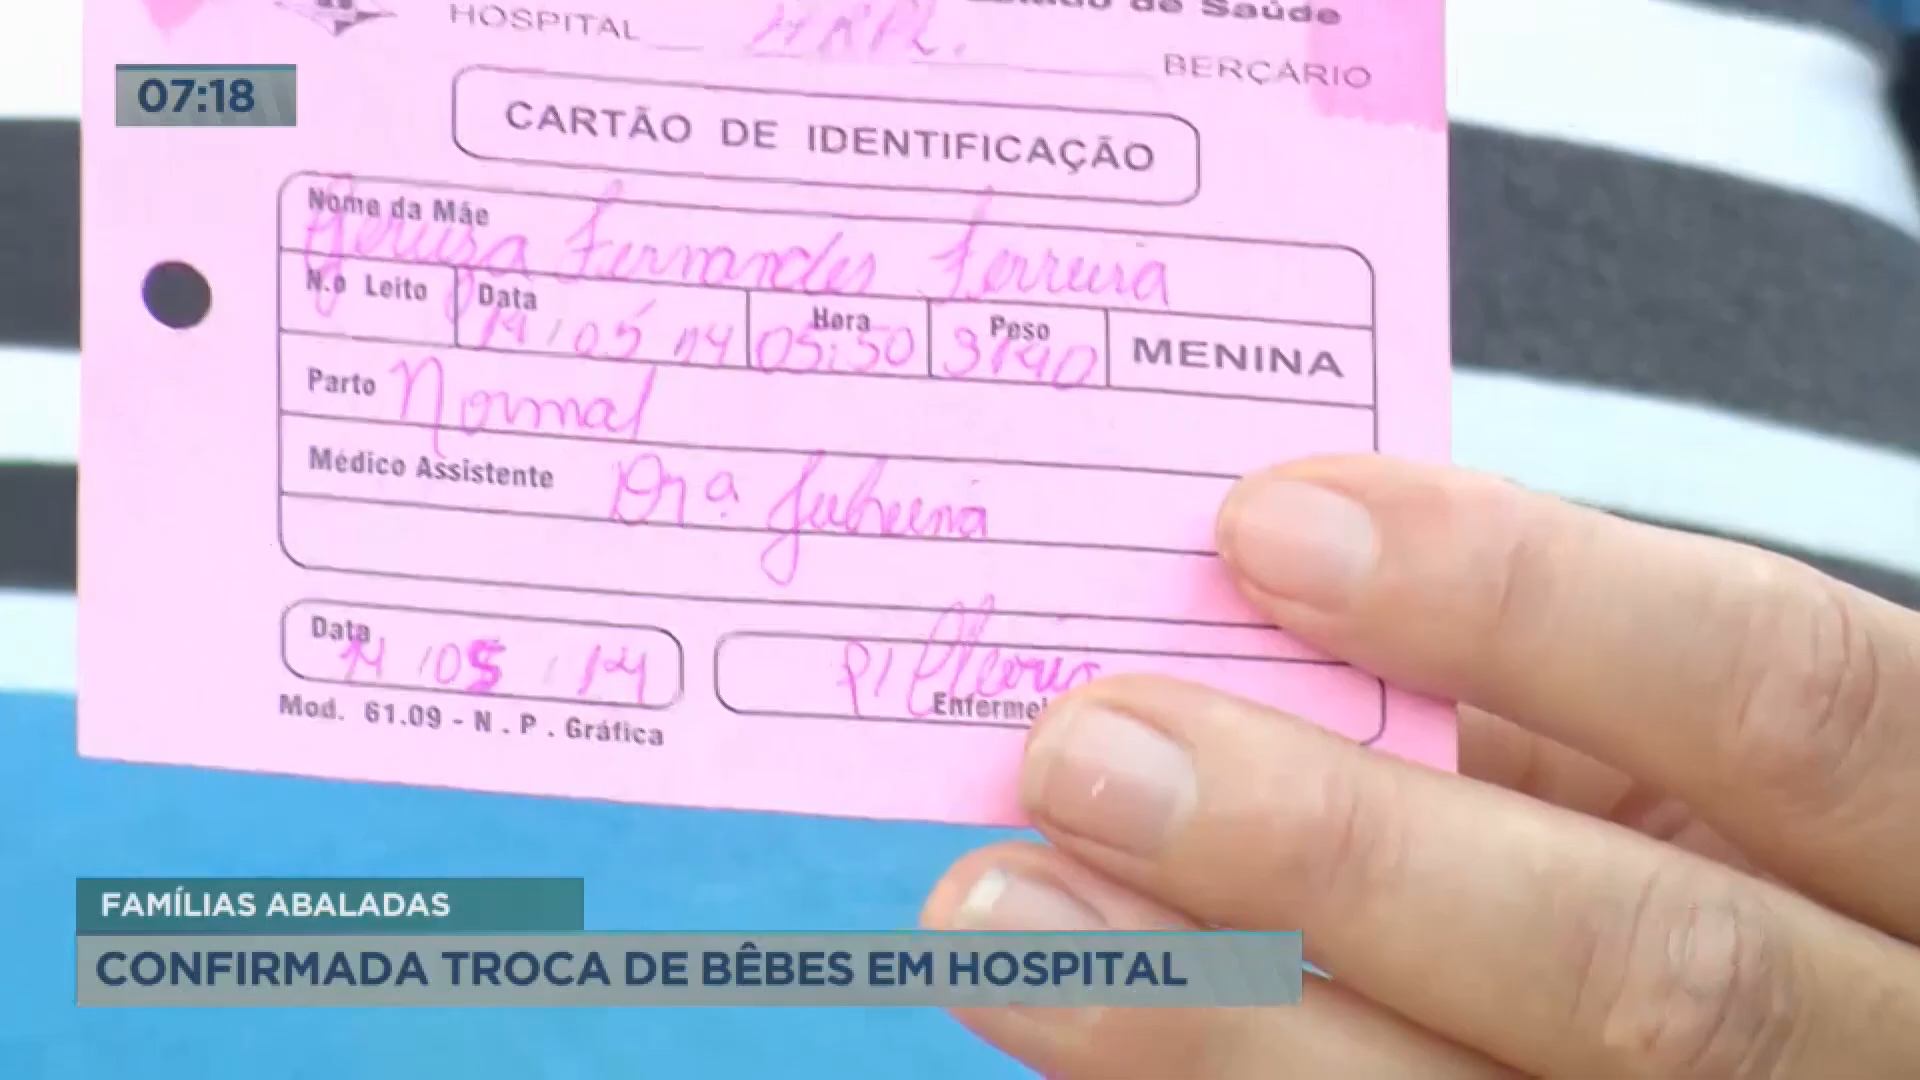 de Saúde
HOSPITAL
BERÇÁRIO
07:18
CARTÃO DE IDENTIFICAÇÃO
Nome da Mãe
Fernandes Ferreira
N.o Leito Data 05 14 Hora 05:50 Peso 3140 MENINA
Parto Normal
Médico Assistente Drª
Data 05 14
Mod. 61.09 - N . P . Gráfica
FAMÍLIAS ABALADAS
CONFIRMADA TROCA DE BÊBES EM HOSPITAL